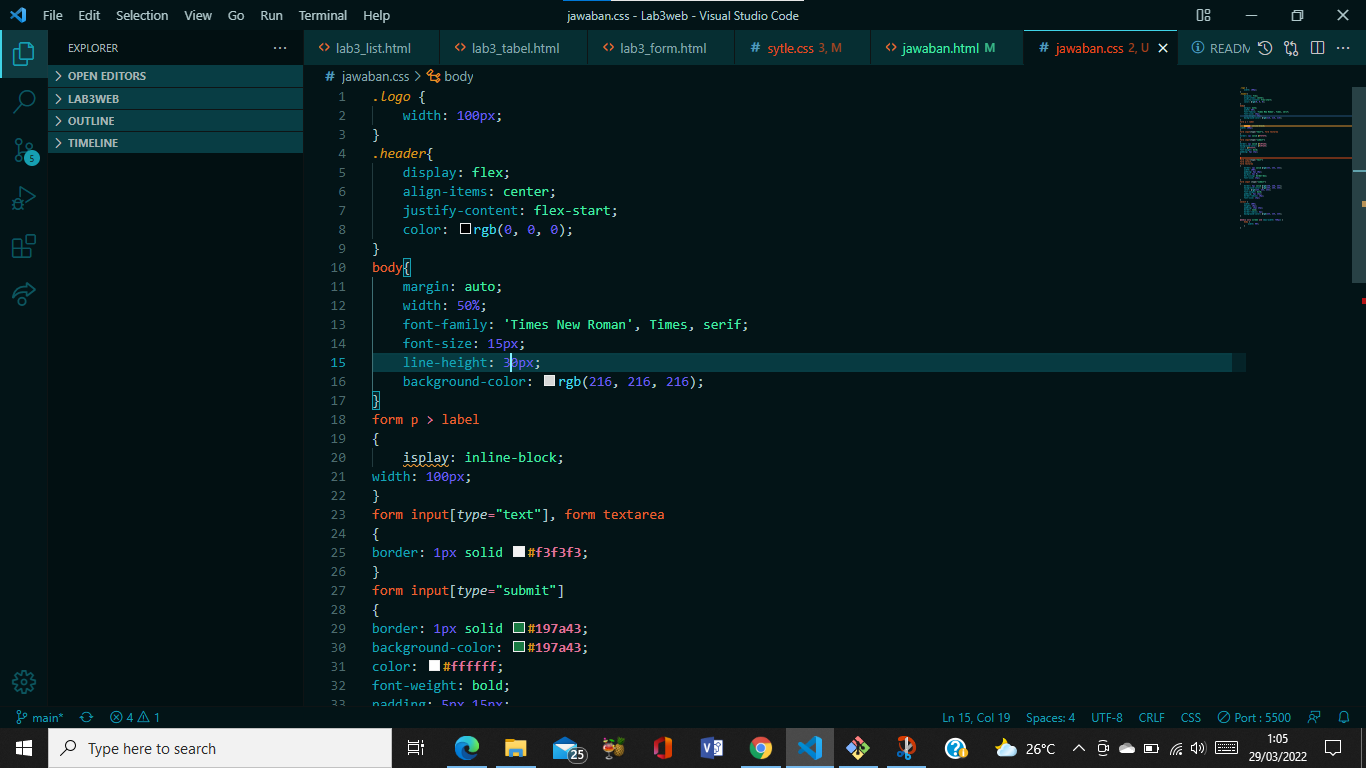 File Edit Selection View Go Run Terminal Help
jawaban.css - Lab3web - Visual Studio Code
EXPLORER
lab3_list.html
lab3_tabel.html
lab3_form.html
# sytle.css 3, M
jawaban.html M
# jawaban.css 2, U
READM
OPEN EDITORS
LAB3WEB
OUTLINE
TIMELINE
5
# jawaban.css > body
1 .logo {
2 width: 100px;
3 }
4 .header{
5 display: flex;
6 align-items: center;
7 justify-content: flex-start;
8 color: rgb(0, 0, 0);
9 }
10 body{
11 margin: auto;
12 width: 50%;
13 font-family: 'Times New Roman', Times, serif;
14 font-size: 15px;
15 line-height: 30px;
16 background-color: rgb(216, 216, 216);
17 }
18 form p > label
19 {
20 isplay: inline-block;
21 width: 100px;
22 }
23 form input[type="text"], form textarea
24 {
25 border: 1px solid #f3f3f3;
26 }
27 form input[type="submit"]
28 {
29 border: 1px solid #197a43;
30 background-color: #197a43;
31 color: #ffffff;
32 font-weight: bold;
33 padding: 5px 15px;
main* 4 1
Ln 15, Col 19 Spaces: 4 UTF-8 CRLF CSS Port : 5500
Type here to search
25
26°C
1:05
29/03/2022